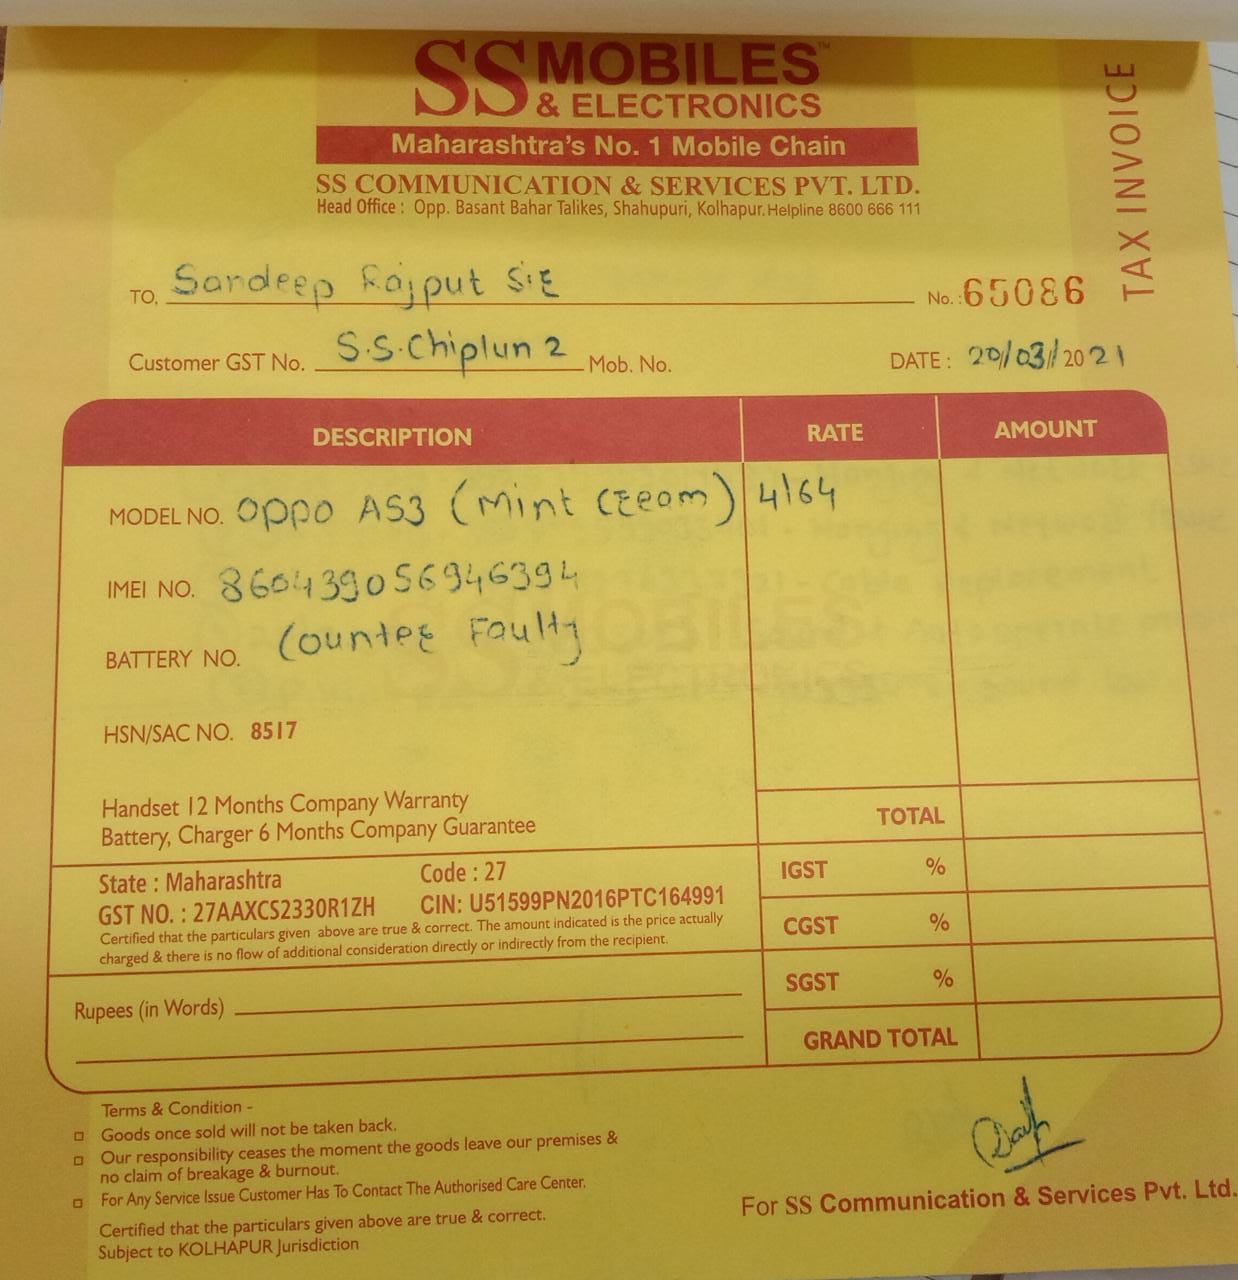 SS MOBILES™
& ELECTRONICS
Maharashtra's No. 1 Mobile Chain
SS COMMUNICATION & SERVICES PVT. LTD.
Head Office : Opp. Basant Bahar Talikes, Shahupuri, Kolhapur. Helpline 8600 666 111
TAX INVOICE
TO, Sandeep Rajput SiR
No. : 65086
Customer GST No. S.S.Chiplun 2 Mob. No.
DATE : 20/03/2021
DESCRIPTION RATE AMOUNT
MODEL NO. OPPO A53 (Mint CReam) 4|64
IMEI NO. 860439056946394
BATTERY NO. CounteR Faulty
HSN/SAC NO. 8517
Handset 12 Months Company Warranty
Battery, Charger 6 Months Company Guarantee
TOTAL
State : Maharashtra Code : 27
GST NO. : 27AAXCS2330R1ZH CIN: U51599PN2016PTC164991
Certified that the particulars given above are true & correct. The amount indicated is the price actually
charged & there is no flow of additional consideration directly or indirectly from the recipient.
IGST %
CGST %
SGST %
Rupees (in Words)
GRAND TOTAL
Terms & Condition -
Goods once sold will not be taken back.
Our responsibility ceases the moment the goods leave our premises &
no claim of breakage & burnout.
For Any Service Issue Customer Has To Contact The Authorised Care Center.
Certified that the particulars given above are true & correct.
Subject to KOLHAPUR Jurisdiction
For SS Communication & Services Pvt. Ltd.